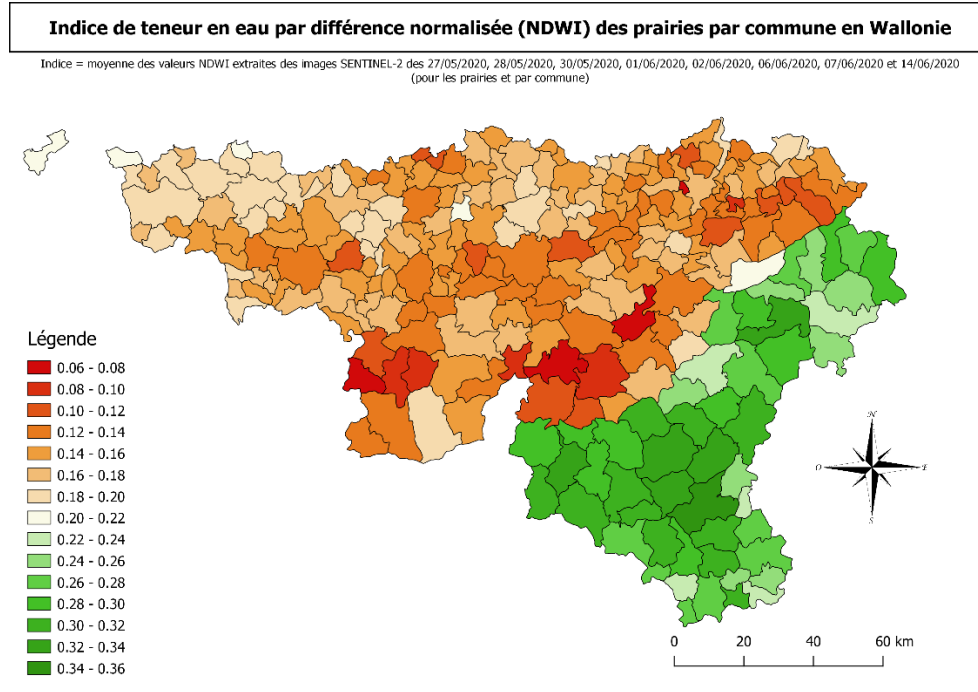 Indice de teneur en eau par différence normalisée (NDWI) des prairies par commune en Wallonie
Indice = moyenne des valeurs NDWI extraites des images SENTINEL-2 des 27/05/2020, 28/05/2020, 30/05/2020, 01/06/2020, 02/06/2020, 06/06/2020, 07/06/2020 et 14/06/2020
(pour les prairies et par commune)
Légende
0.06 - 0.08
0.08 - 0.10
0.10 - 0.12
0.12 - 0.14
0.14 - 0.16
0.16 - 0.18
0.18 - 0.20
0.20 - 0.22
0.22 - 0.24
0.24 - 0.26
0.26 - 0.28
0.28 - 0.30
0.30 - 0.32
0.32 - 0.34
0.34 - 0.36
N
O E
S
0 20 40 60 km